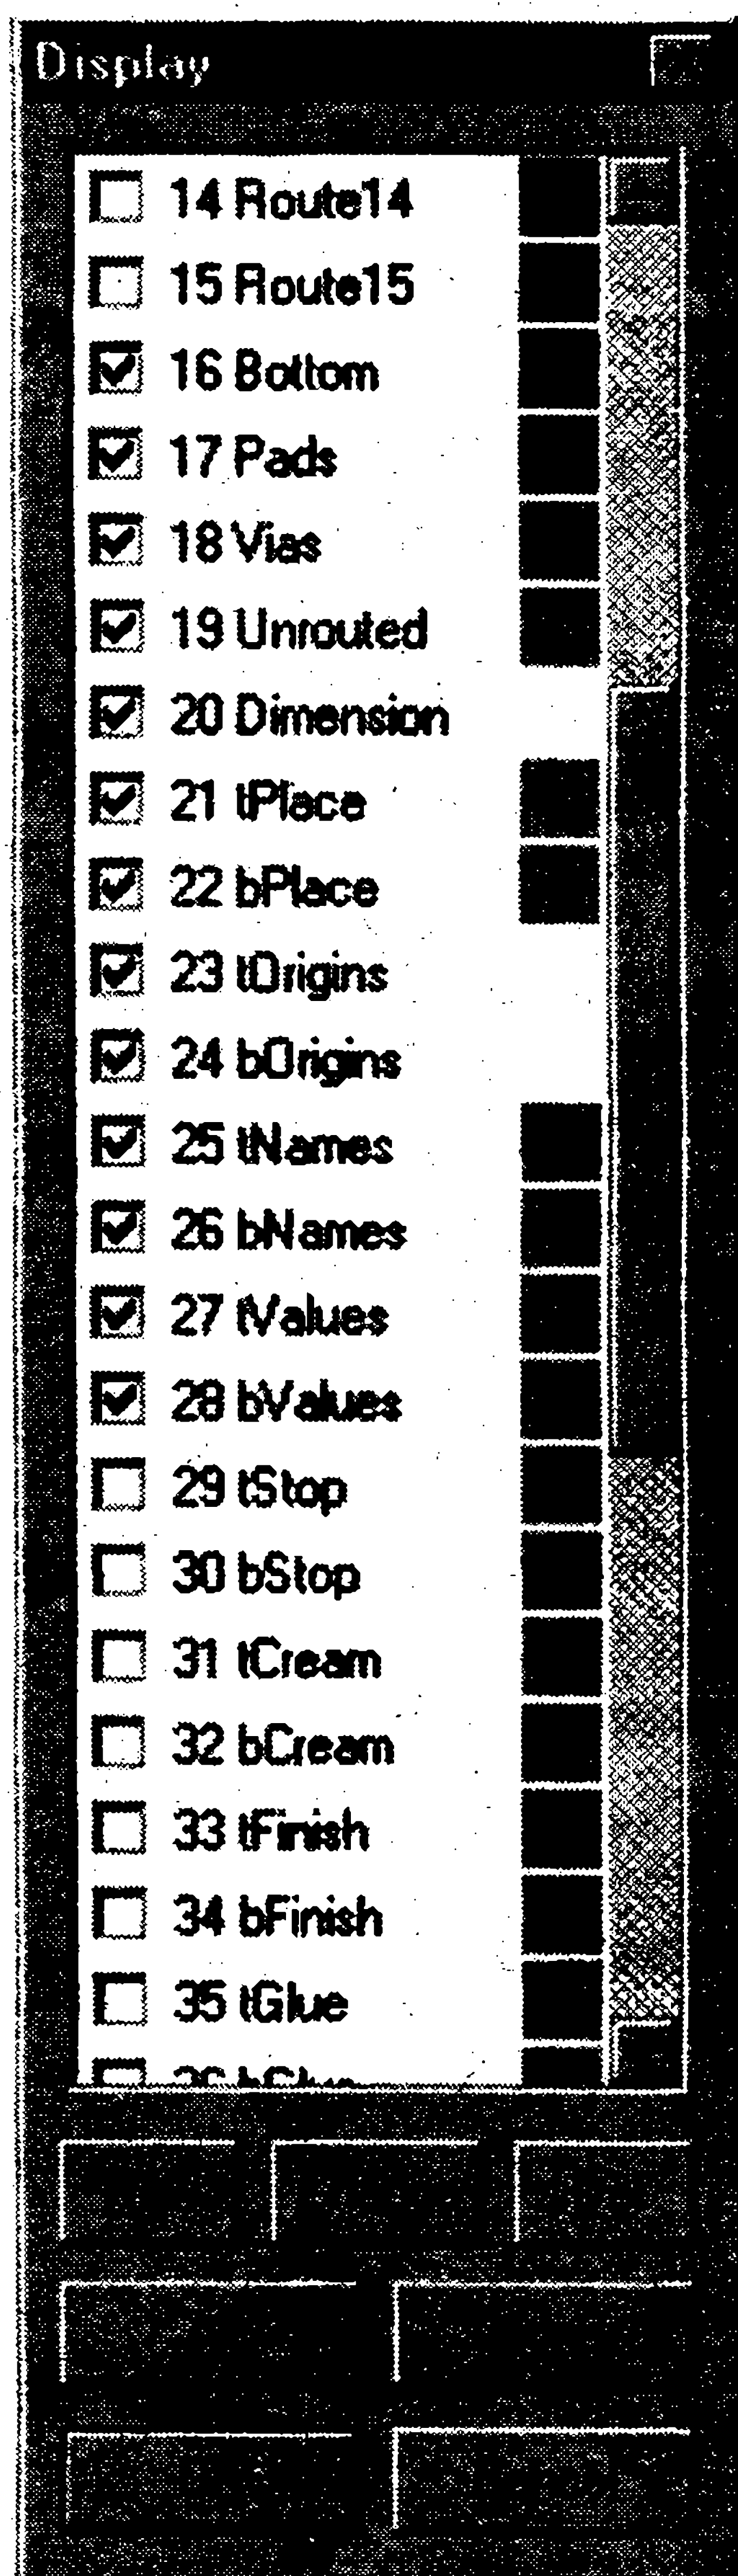 Display
14 Route14
15 Route15
16 Bottom
17 Pads
18 Vias
19 Unrouted
20 Dimension
21 tPlace
22 bPlace
23 tOrigins
24 bOrigins
25 tNames
26 bNames
27 tValues
28 bValues
29 tStop
30 bStop
31 tCream
32 bCream
33 tFinish
34 bFinish
35 tGlue
36 bGlue